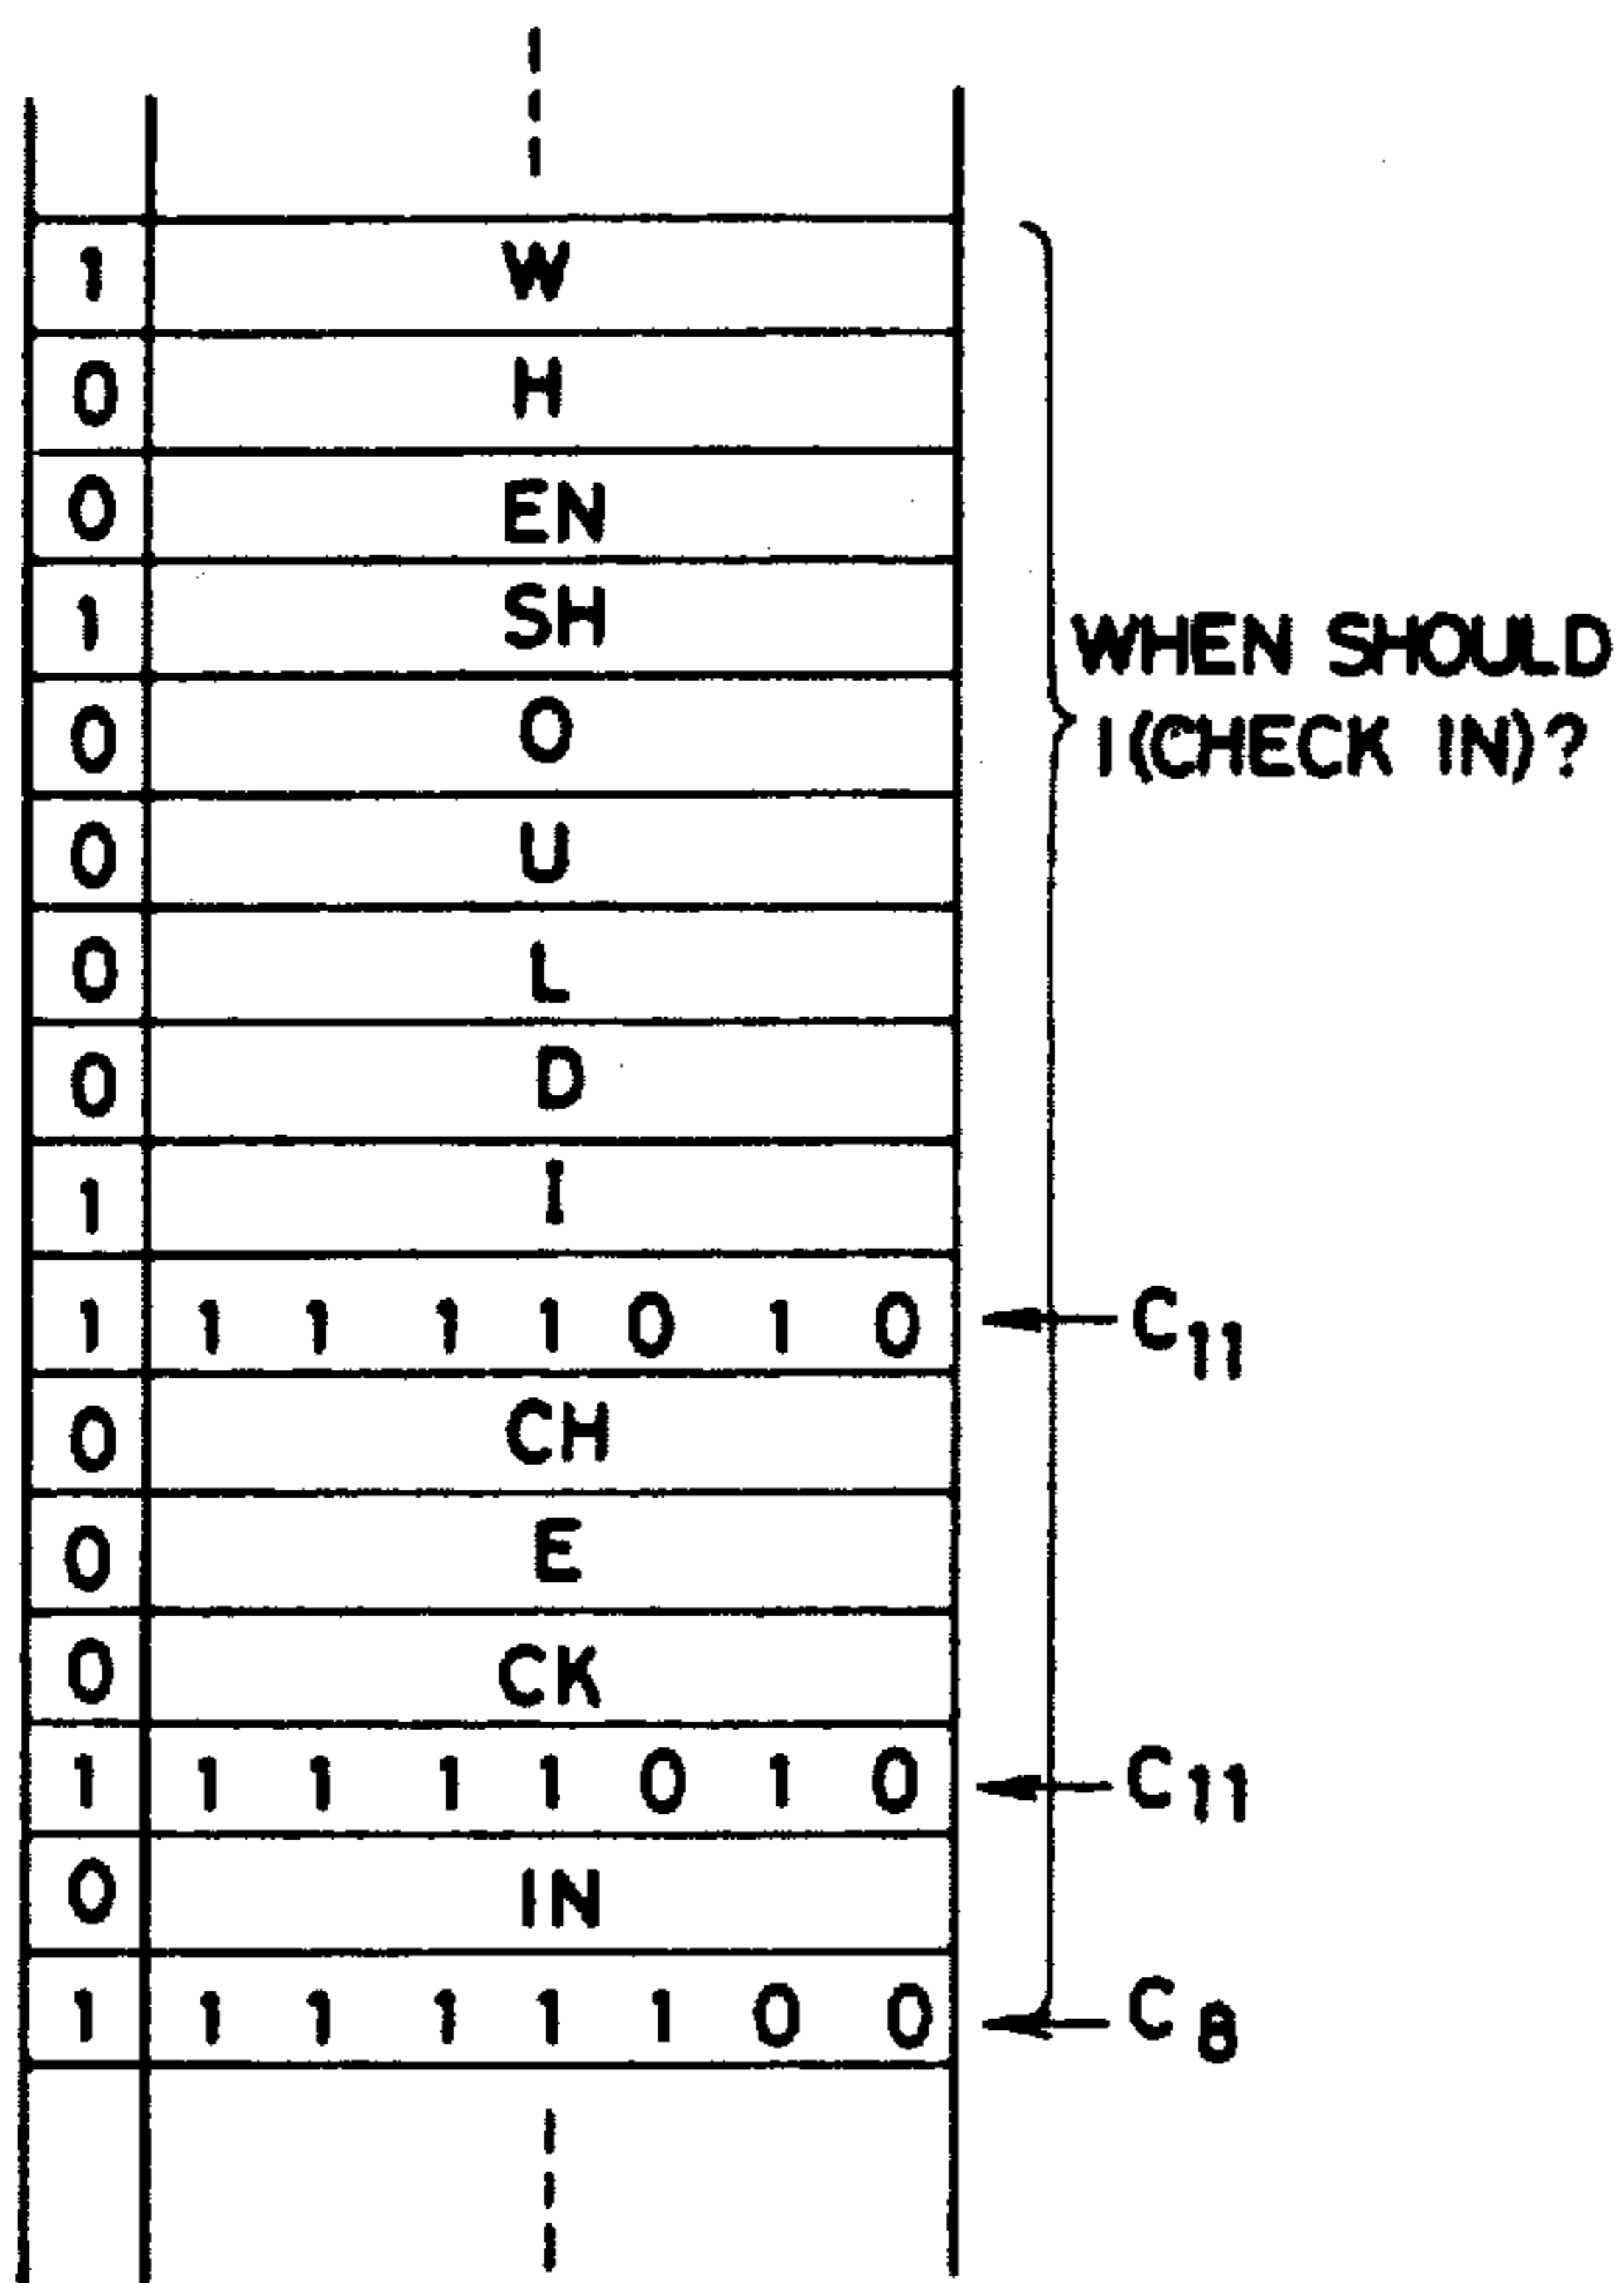 1 W
0 H
0 EN
1 SH
0 O
0 U
0 L
0 D
1 I
WHEN SHOULD
I (CHECK IN)?
1 1 1 1 1 0 1 0 C11
0 CH
0 E
0 CK
1 1 1 1 1 0 1 0 C11
0 IN
1 1 1 1 1 1 0 0 C8